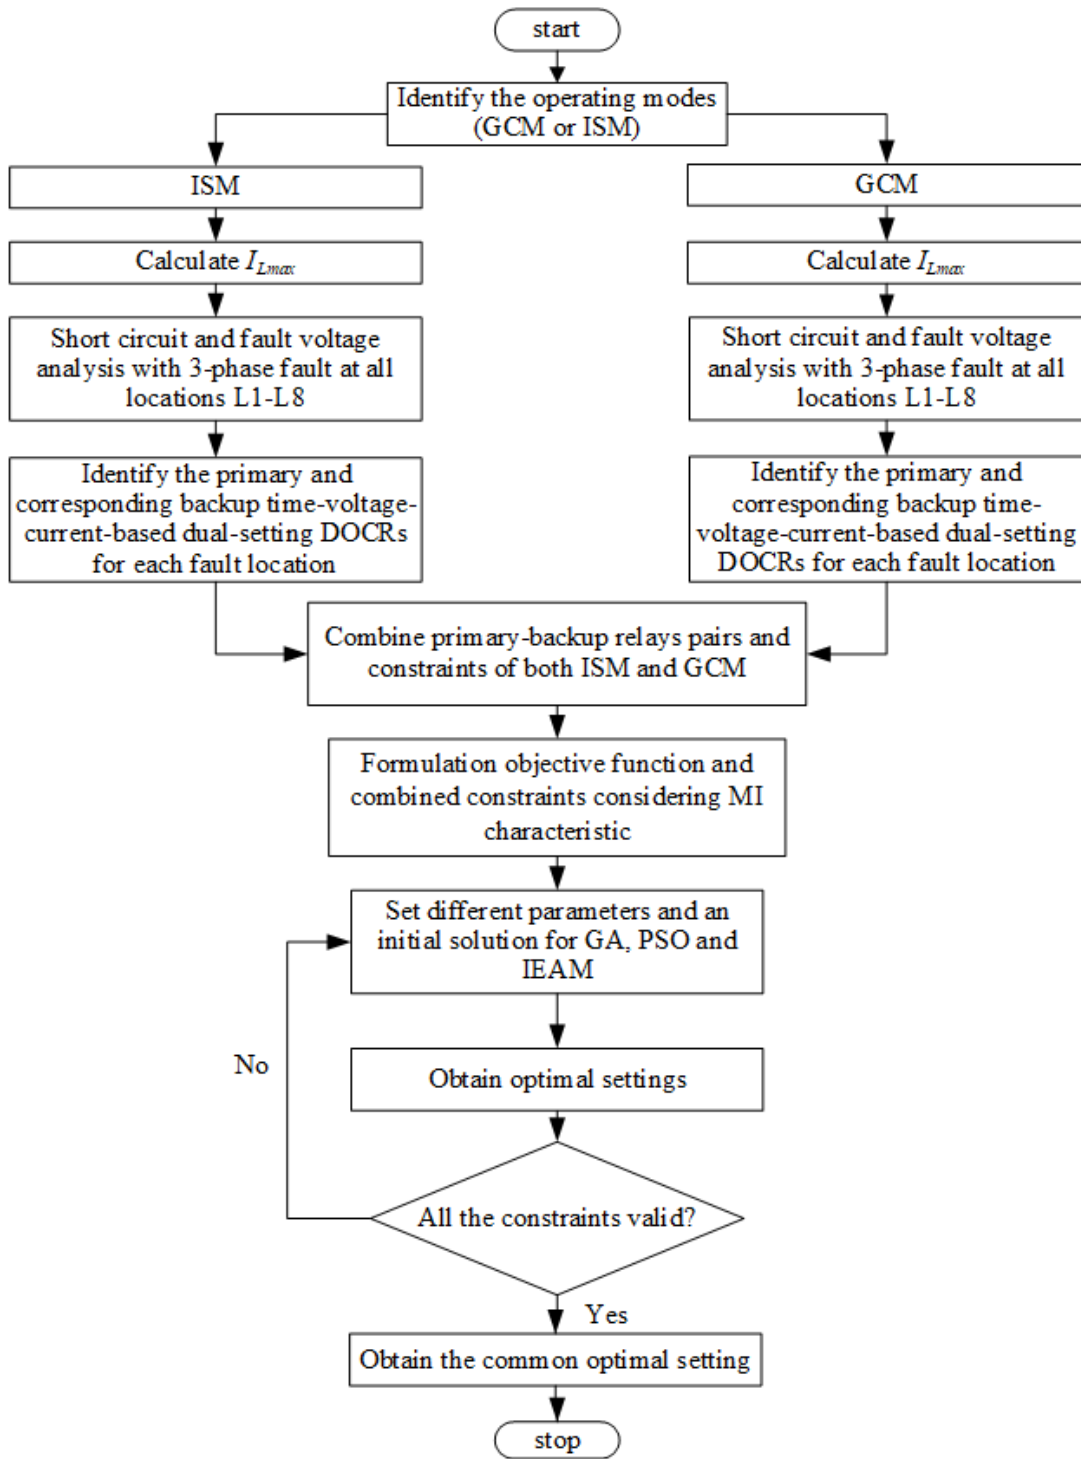 start
Identify the operating modes
(GCM or ISM)
ISM
Calculate I_Lmax
Short circuit and fault voltage
analysis with 3-phase fault at all
locations L1-L8
Identify the primary and
corresponding backup time-voltage-
current-based dual-setting DOCRs
for each fault location
GCM
Calculate I_Lmax
Short circuit and fault voltage
analysis with 3-phase fault at all
locations L1-L8
Identify the primary and
corresponding backup time-
voltage-current-based dual-setting
DOCRs for each fault location
Combine primary-backup relays pairs and
constraints of both ISM and GCM
Formulation objective function and
combined constraints considering MI
characteristic
Set different parameters and an
initial solution for GA, PSO and
IEAM
No
Obtain optimal settings
All the constraints valid?
Yes
Obtain the common optimal setting
stop